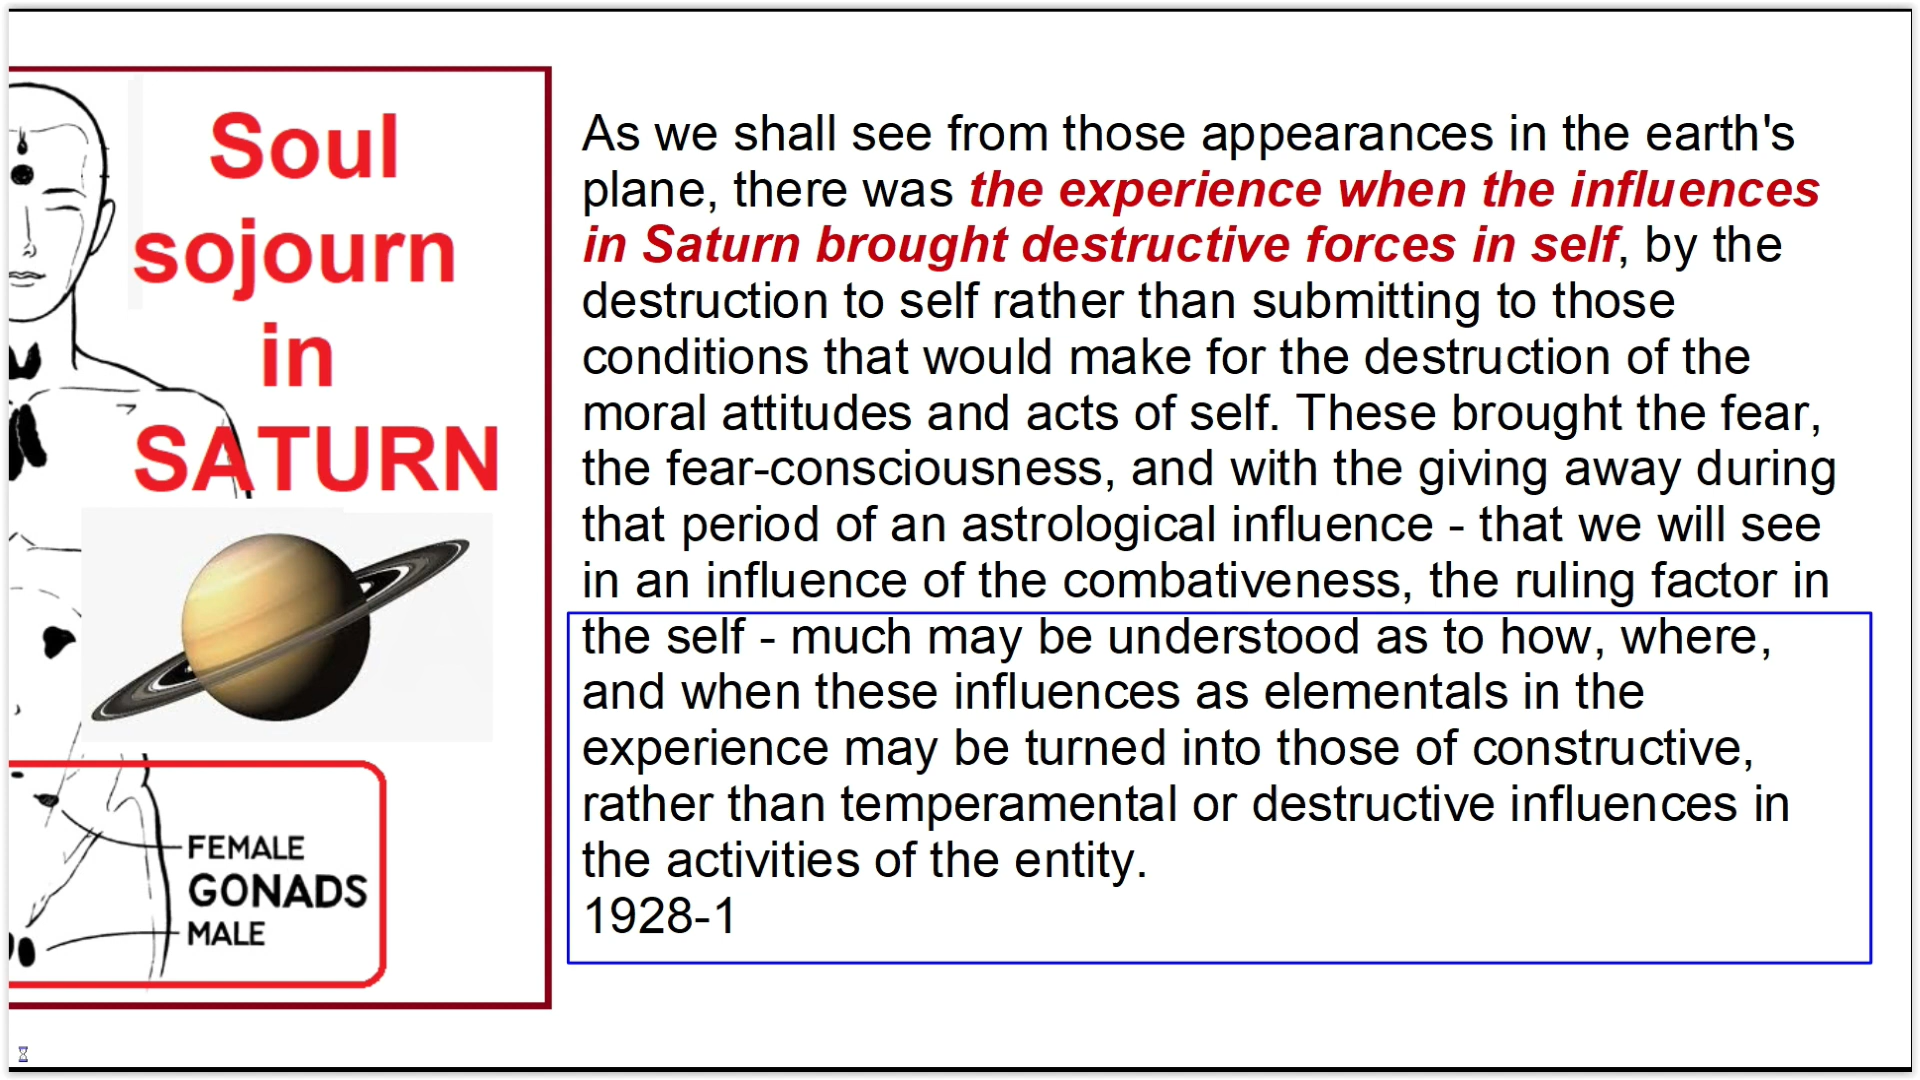 Soul
sojourn
in
SATURN
FEMALE
GONADS
MALE
As we shall see from those appearances in the earth's
plane, there was the experience when the influences
in Saturn brought destructive forces in self, by the
destruction to self rather than submitting to those
conditions that would make for the destruction of the
moral attitudes and acts of self. These brought the fear,
the fear-consciousness, and with the giving away during
that period of an astrological influence - that we will see
in an influence of the combativeness, the ruling factor in
the self - much may be understood as to how, where,
and when these influences as elementals in the
experience may be turned into those of constructive,
rather than temperamental or destructive influences in
the activities of the entity.
1928-1